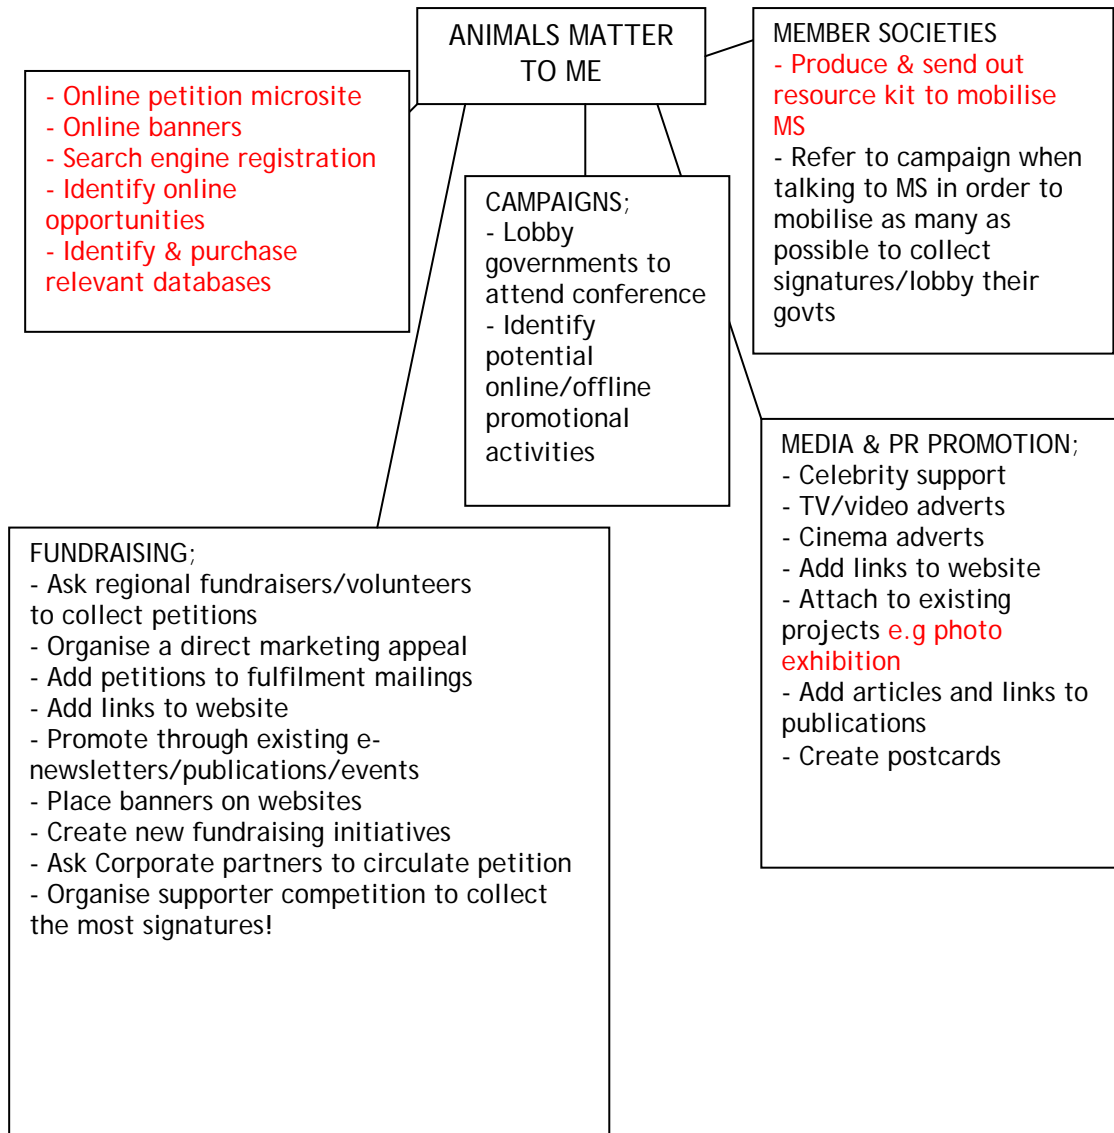 ANIMALS MATTER
TO ME
- Online petition microsite
- Online banners
- Search engine registration
- Identify online
opportunities
- Identify & purchase
relevant databases
MEMBER SOCIETIES
- Produce & send out
resource kit to mobilise
MS
- Refer to campaign when
talking to MS in order to
mobilise as many as
possible to collect
signatures/lobby their
govts
CAMPAIGNS;
- Lobby
governments to
attend conference
- Identify
potential
online/offline
promotional
activities
MEDIA & PR PROMOTION;
- Celebrity support
- TV/video adverts
- Cinema adverts
- Add links to website
- Attach to existing
projects e.g photo
exhibition
- Add articles and links to
publications
- Create postcards
FUNDRAISING;
- Ask regional fundraisers/volunteers
to collect petitions
- Organise a direct marketing appeal
- Add petitions to fulfilment mailings
- Add links to website
- Promote through existing e-
newsletters/publications/events
- Place banners on websites
- Create new fundraising initiatives
- Ask Corporate partners to circulate petition
- Organise supporter competition to collect
the most signatures!